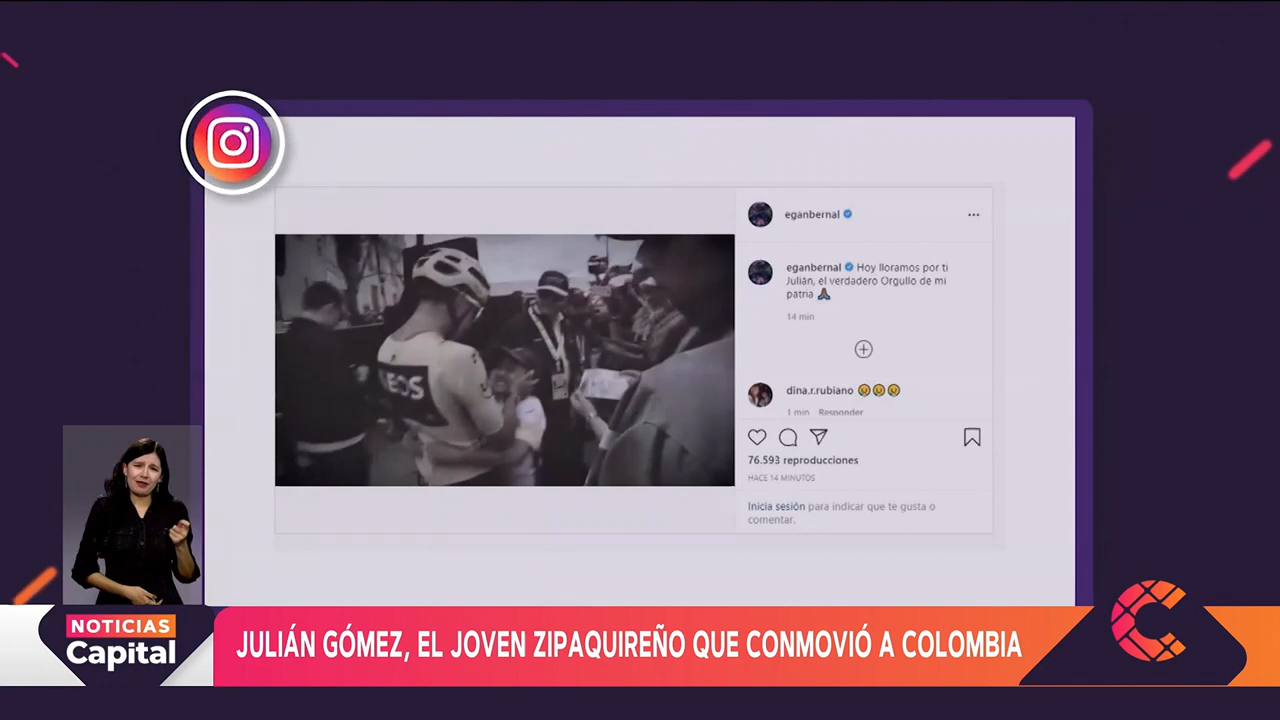 eganbernal
eganbernal Hoy lloramos por ti
Julián, el verdadero Orgullo de mi
patria
14 min
dina.r.rubiano
1 min Responder
76.593 reproducciones
HACE 14 MINUTOS
Inicia sesión para indicar que te gusta o
comentar.
NEOS
NOTICIAS
Capital
JULIÁN GÓMEZ, EL JOVEN ZIPAQUIREÑO QUE CONMOVIÓ A COLOMBIA